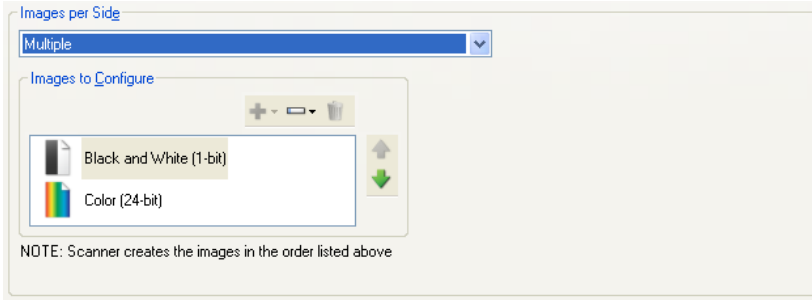 Images per Side
Multiple
Images to Configure
Black and White (1-bit)
Color (24-bit)
NOTE: Scanner creates the images in the order listed above